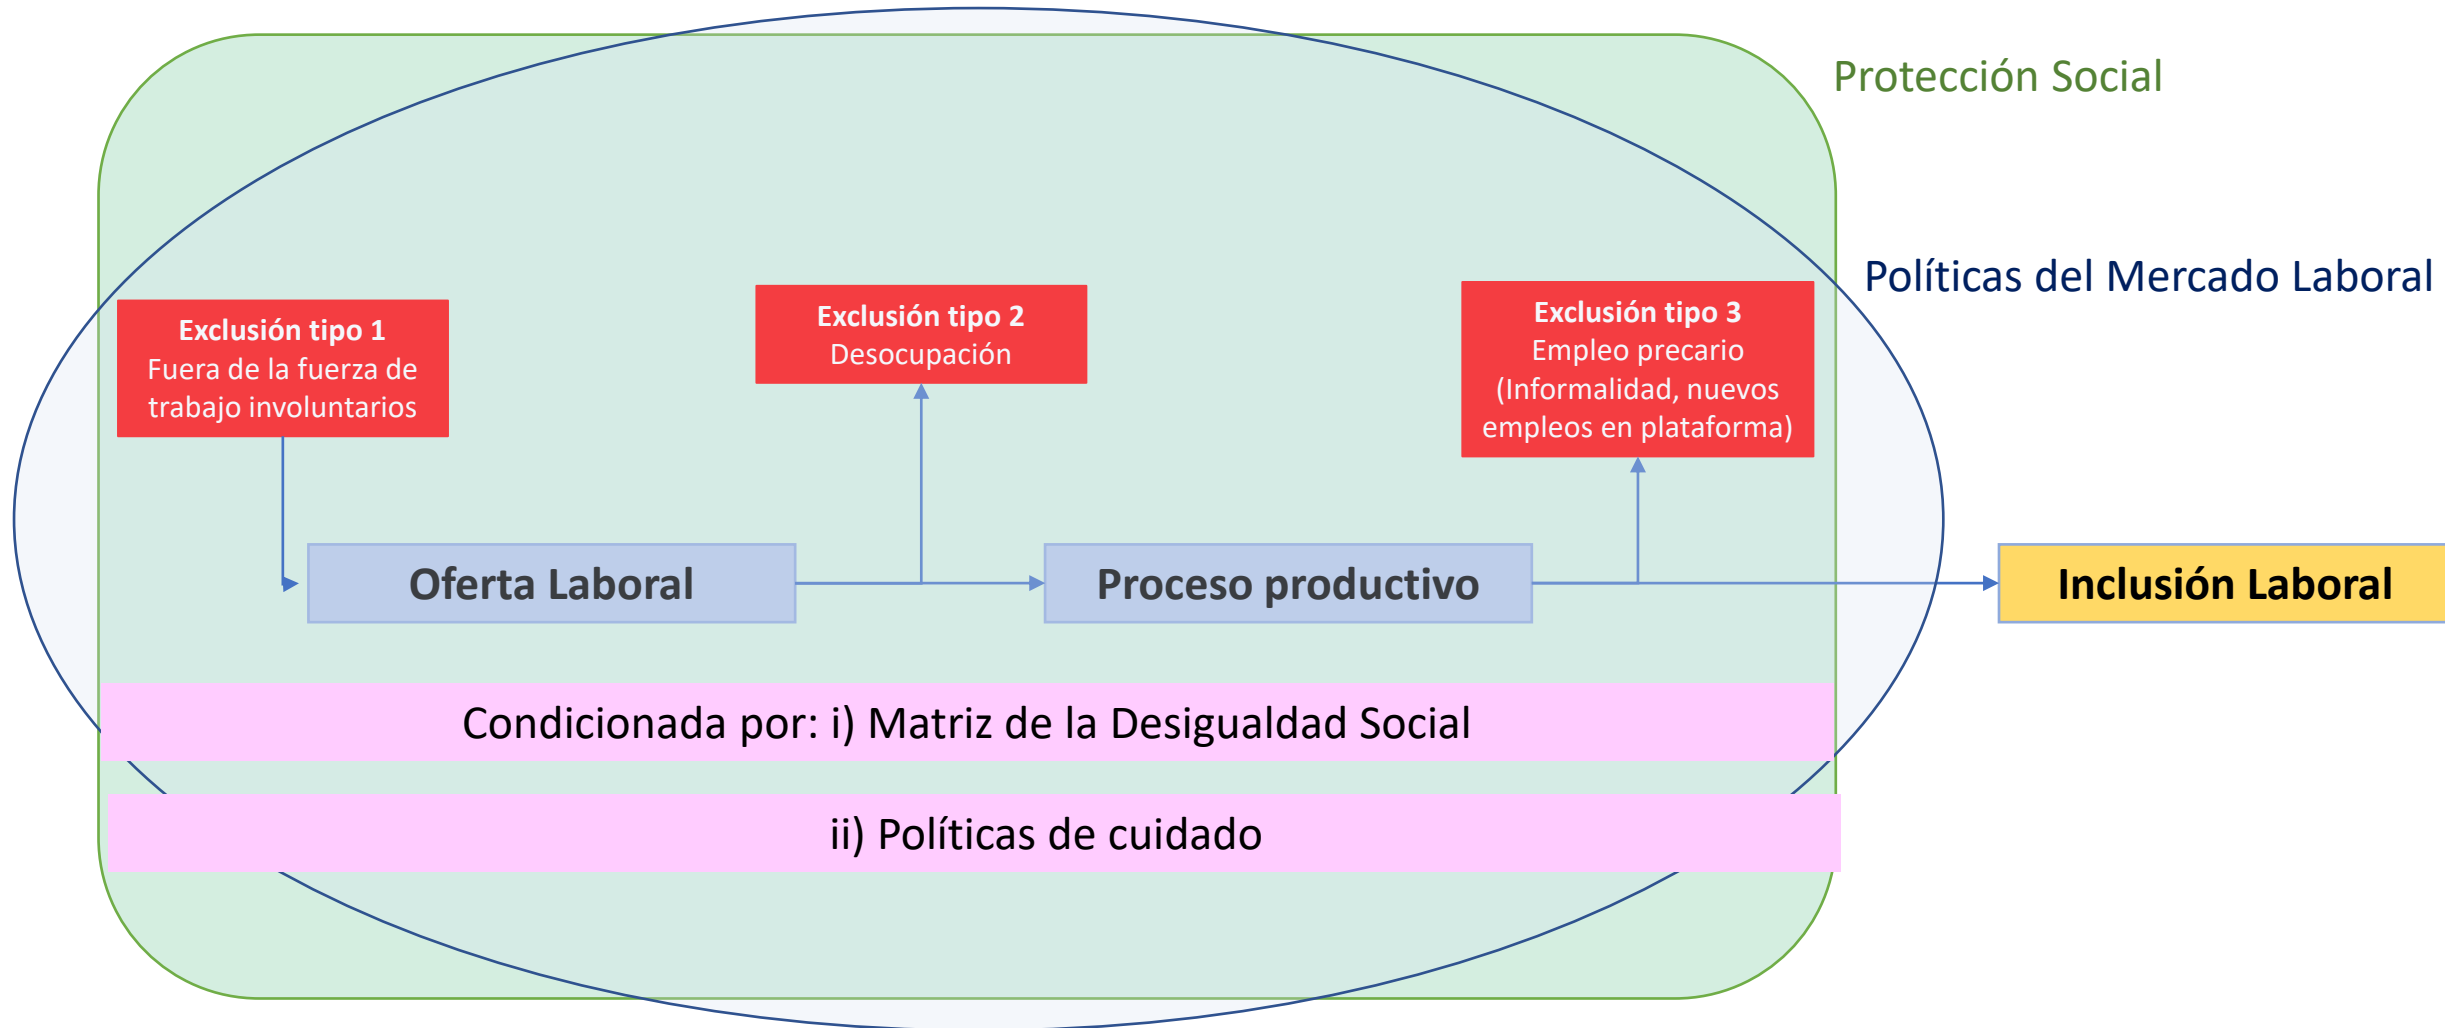 Protección Social
Políticas del Mercado Laboral
Exclusión tipo 1
Fuera de la fuerza de
trabajo involuntarios
Exclusión tipo 2
Desocupación
Exclusión tipo 3
Empleo precario
(Informalidad, nuevos
empleos en plataforma)
Oferta Laboral
Proceso productivo
Inclusión Laboral
Condicionada por: i) Matriz de la Desigualdad Social
ii) Políticas de cuidado